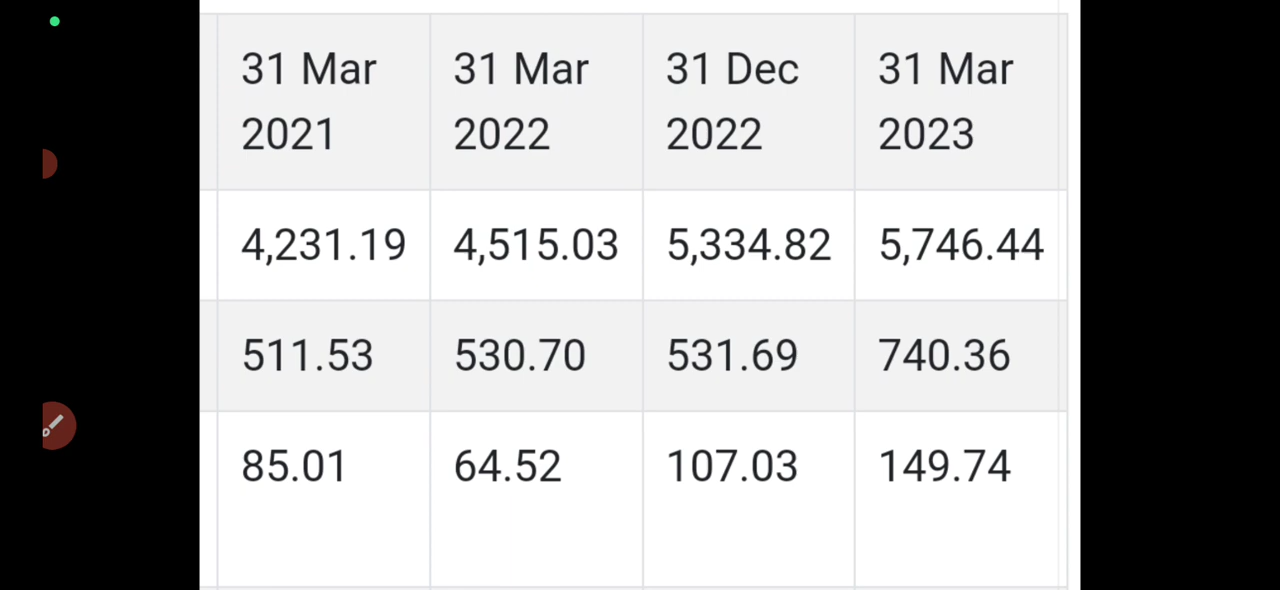 31 Mar 31 Mar 31 Dec 31 Mar
2021 2022 2022 2023
4,231.19 4,515.03 5,334.82 5,746.44
511.53 530.70 531.69 740.36
85.01 64.52 107.03 149.74